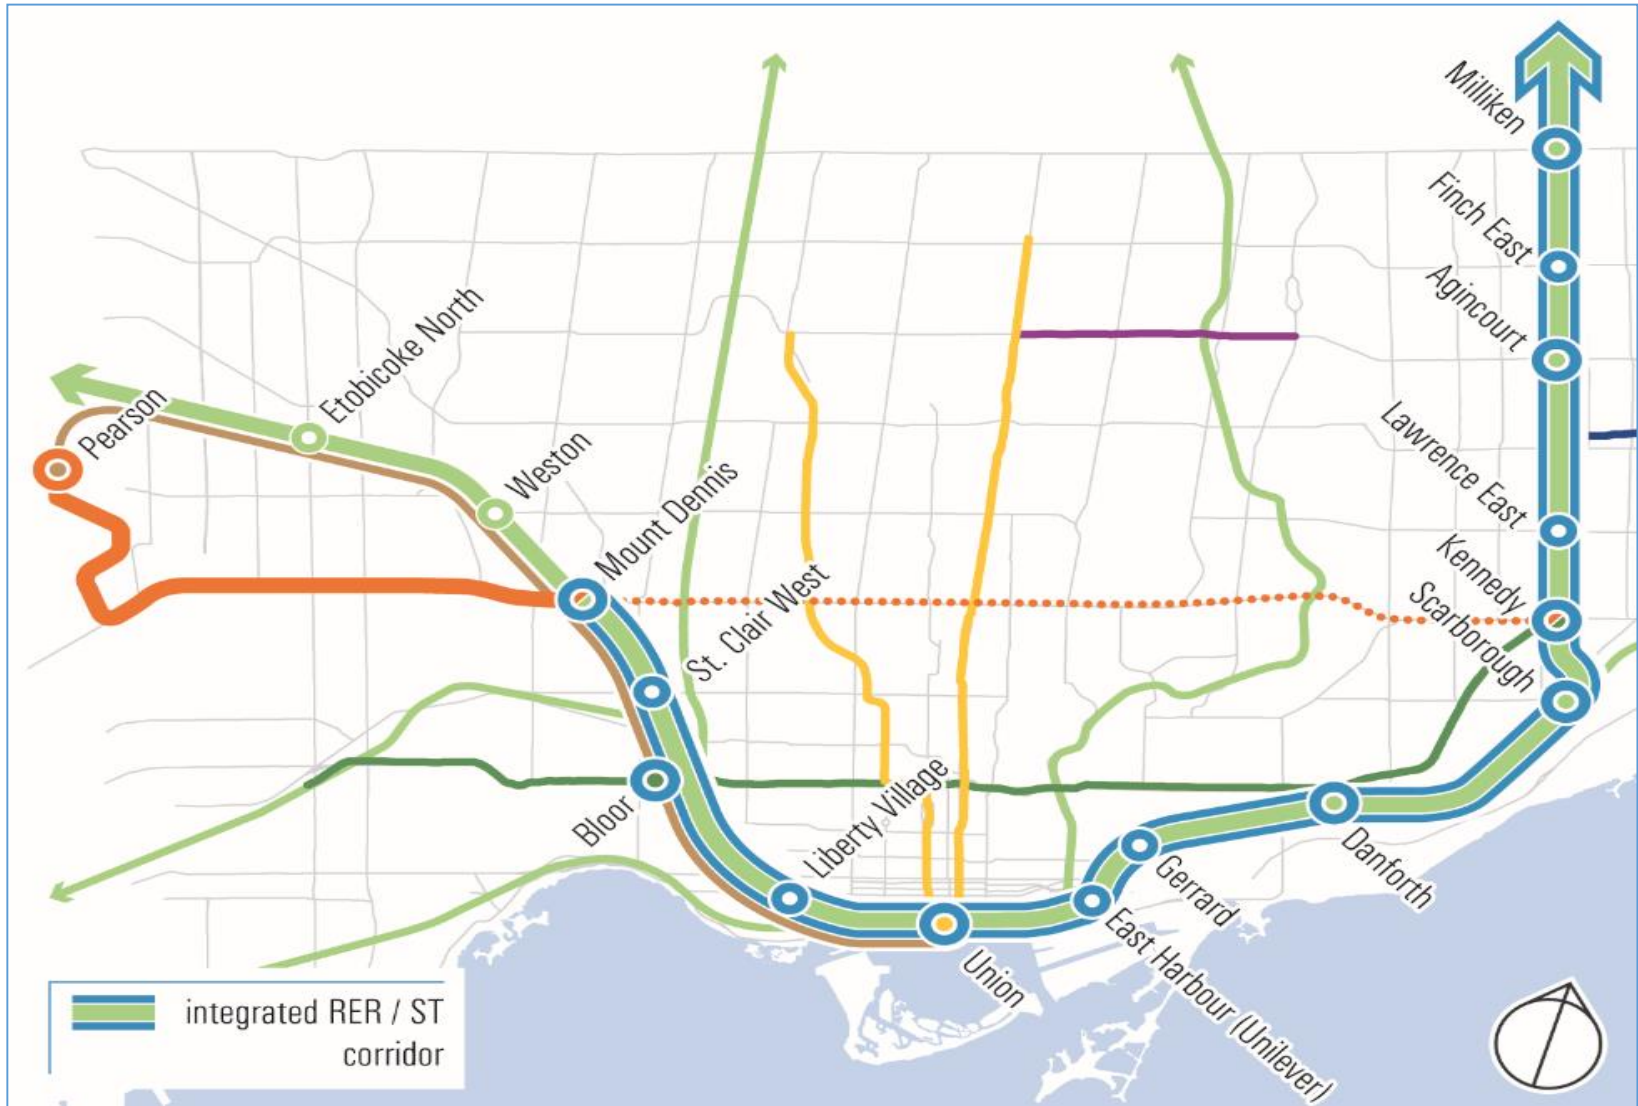 Milliken
Finch East
Agincourt
Etobicoke North
Pearson
Lawrence East
Weston
Mount Dennis
Kennedy
St. Clair West
Scarborough
Bloor
Liberty Village
Gerrard
Danforth
East Harbour (Unilever)
Union
integrated RER / ST
corridor